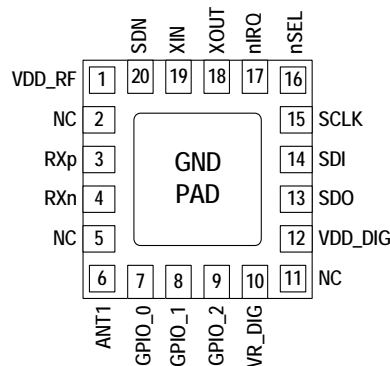 SDN XIN XOUT nIRQ nSEL
20 19 18 17
VDD_RF 1 16
NC 2 15 SCLK
RXp 3 14 SDI
RXn 4 13 SDO
NC 5 12 VDD_DIG
6 11 NC
7 8 9 10
ANT1 GPIO_0 GPIO_1 GPIO_2 VR_DIG
GND
PAD